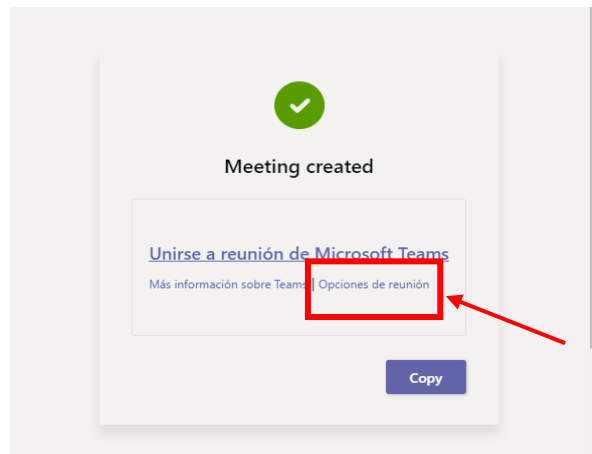 Meeting created
Unirse a reunión de Microsoft Teams
Más información sobre Teams | Opciones de reunión
Copy